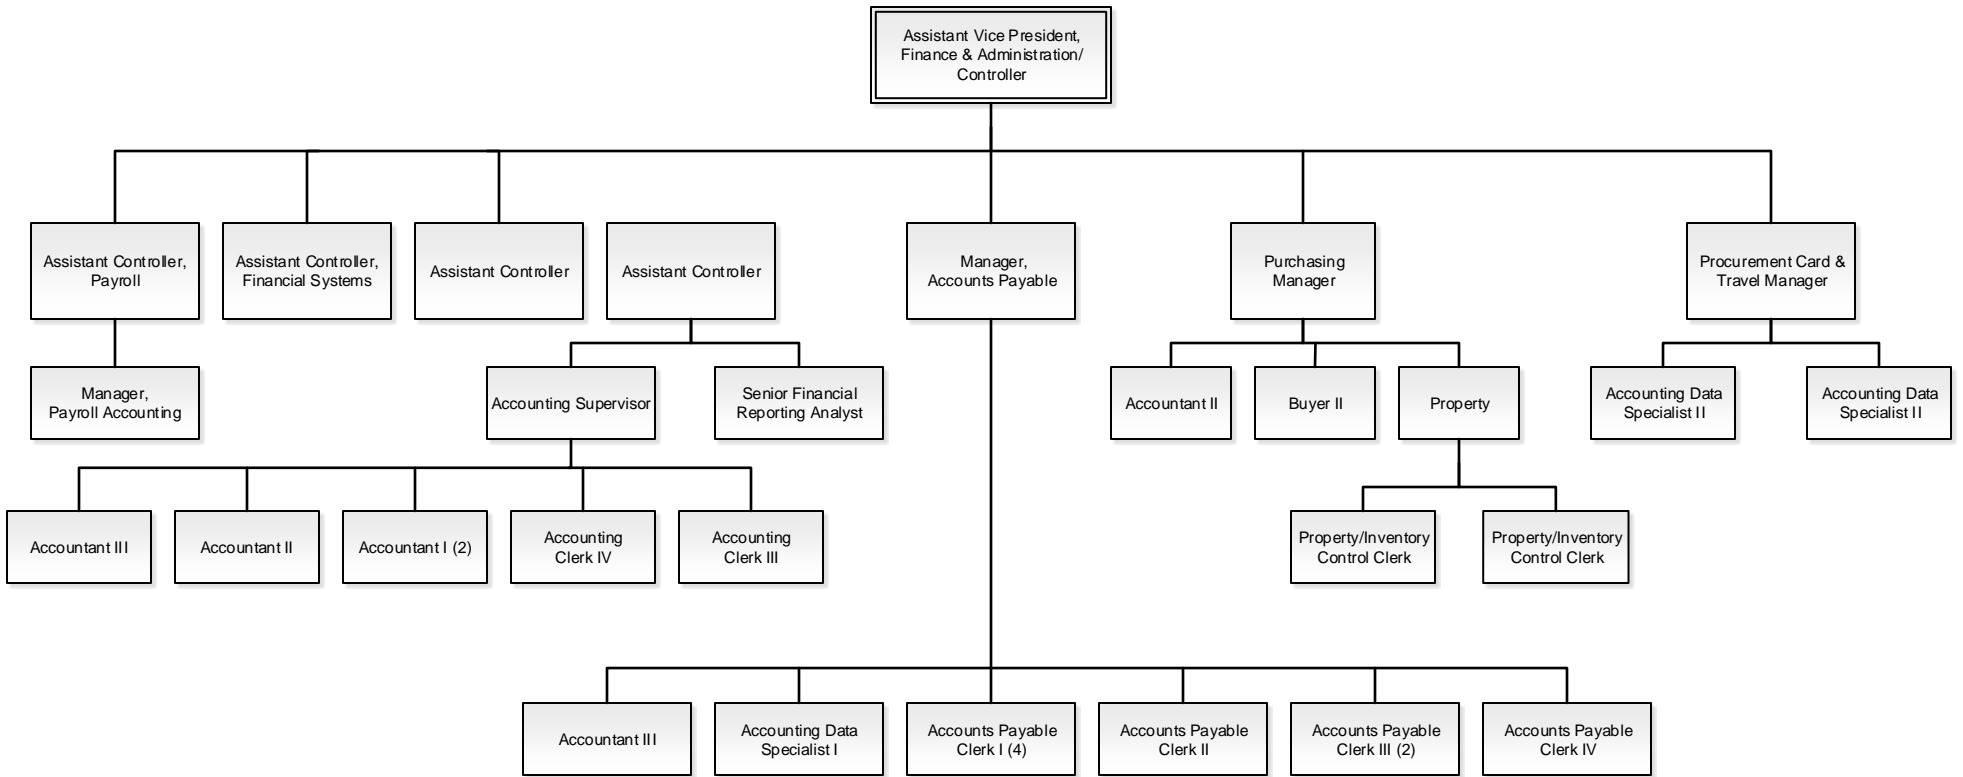 Assistant Vice President,
Finance & Administration/
Controller
Assistant Controller,
Payroll
Assistant Controller,
Financial Systems
Assistant Controller
Assistant Controller
Manager,
Accounts Payable
Purchasing
Manager
Procurement Card &
Travel Manager
Manager,
Payroll Accounting
Accounting Supervisor
Senior Financial
Reporting Analyst
Accountant II
Buyer II
Property
Accounting Data
Specialist II
Accounting Data
Specialist II
Accountant III
Accountant II
Accountant I (2)
Accounting
Clerk IV
Accounting
Clerk III
Property/Inventory
Control Clerk
Property/Inventory
Control Clerk
Accountant III
Accounting Data
Specialist I
Accounts Payable
Clerk I (4)
Accounts Payable
Clerk II
Accounts Payable
Clerk III (2)
Accounts Payable
Clerk IV